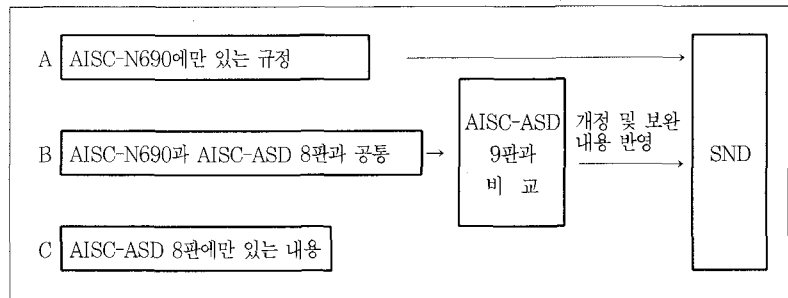 A AISC-N690에만 있는 규정
B AISC-N690과 AISC-ASD 8판과 공통
→
AISC-ASD
9판과
비 교
개정 및 보완
내용 반영
SND
C AISC-ASD 8판에만 있는 내용